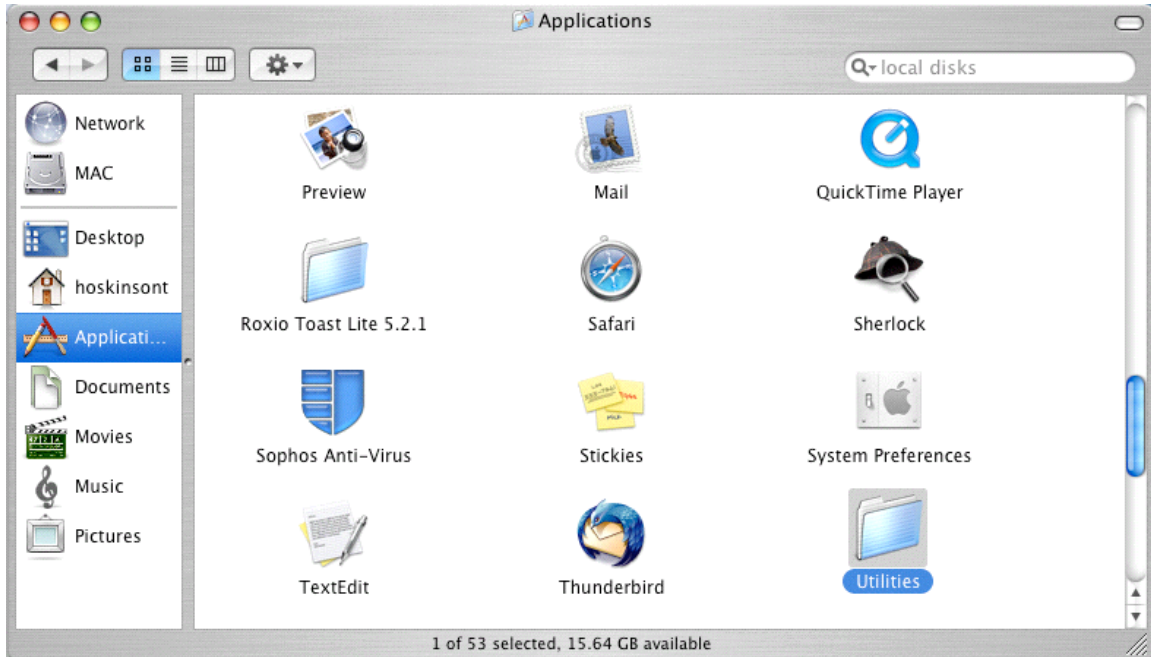 Applications
local disks
Network
MAC
Desktop
hoskinsont
Applicati...
Documents
Movies
Music
Pictures
Preview
Mail
QuickTime Player
Roxio Toast Lite 5.2.1
Safari
Sherlock
Sophos Anti-Virus
Stickies
System Preferences
TextEdit
Thunderbird
Utilities
1 of 53 selected, 15.64 GB available